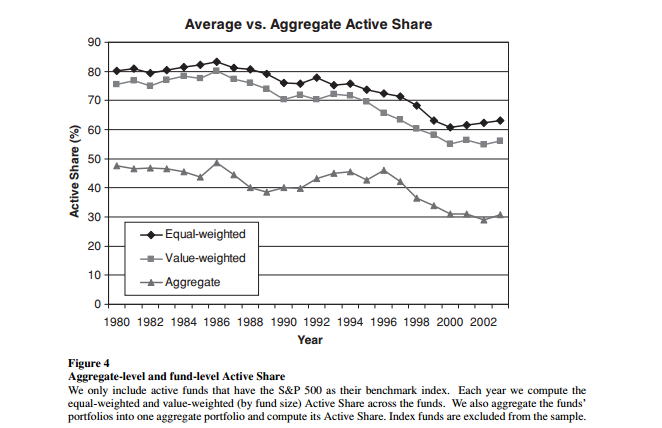 Average vs. Aggregate Active Share
90
80
70
60
50
40
30
20
10
0
Active Share (%)
Equal-weighted
Value-weighted
Aggregate
1980 1982 1984 1986 1988 1990 1992 1994 1996 1998 2000 2002
Year
Figure 4
Aggregate-level and fund-level Active Share
We only include active funds that have the S&P 500 as their benchmark index. Each year we compute the
equal-weighted and value-weighted (by fund size) Active Share across the funds. We also aggregate the funds’
portfolios into one aggregate portfolio and compute its Active Share. Index funds are excluded from the sample.